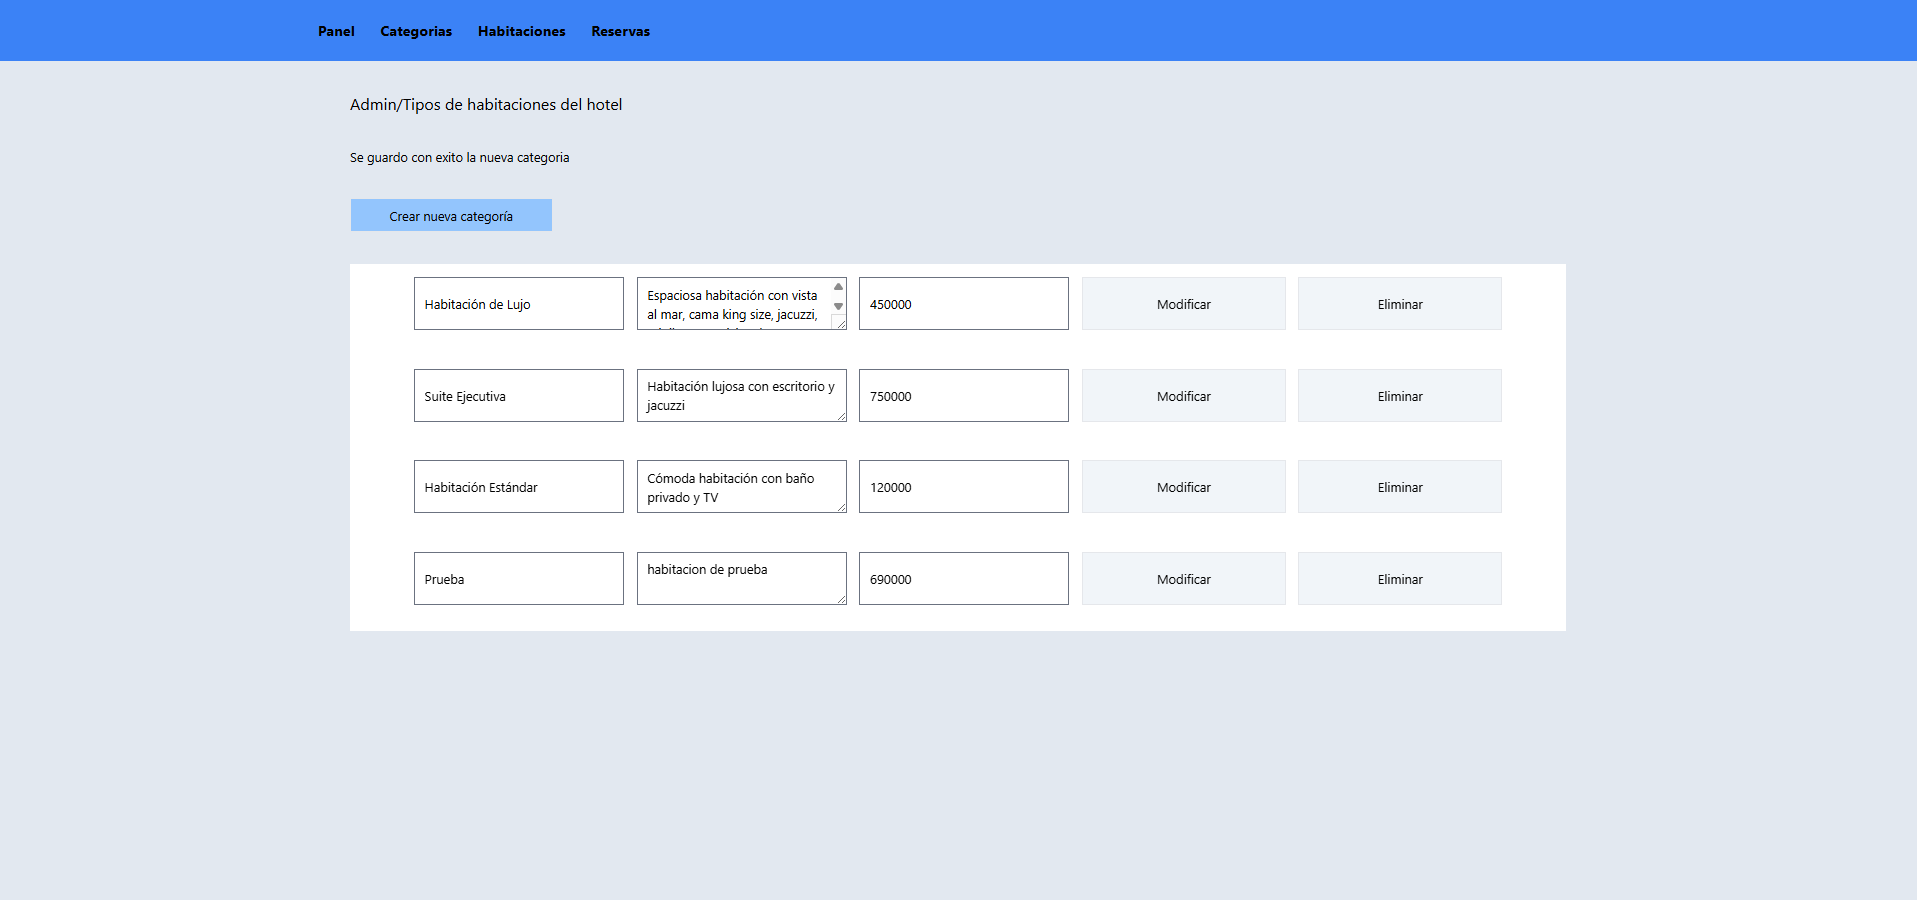 Panel Categorias Habitaciones Reservas
Admin/Tipos de habitaciones del hotel
Se guardo con exito la nueva categoria
Crear nueva categoría
Habitación de Lujo
Espaciosa habitación con vista
al mar, cama king size, jacuzzi,
450000
Modificar
Eliminar
Suite Ejecutiva
Habitación lujosa con escritorio y
jacuzzi
750000
Modificar
Eliminar
Habitación Estándar
Cómoda habitación con baño
privado y TV
120000
Modificar
Eliminar
Prueba
habitacion de prueba
690000
Modificar
Eliminar